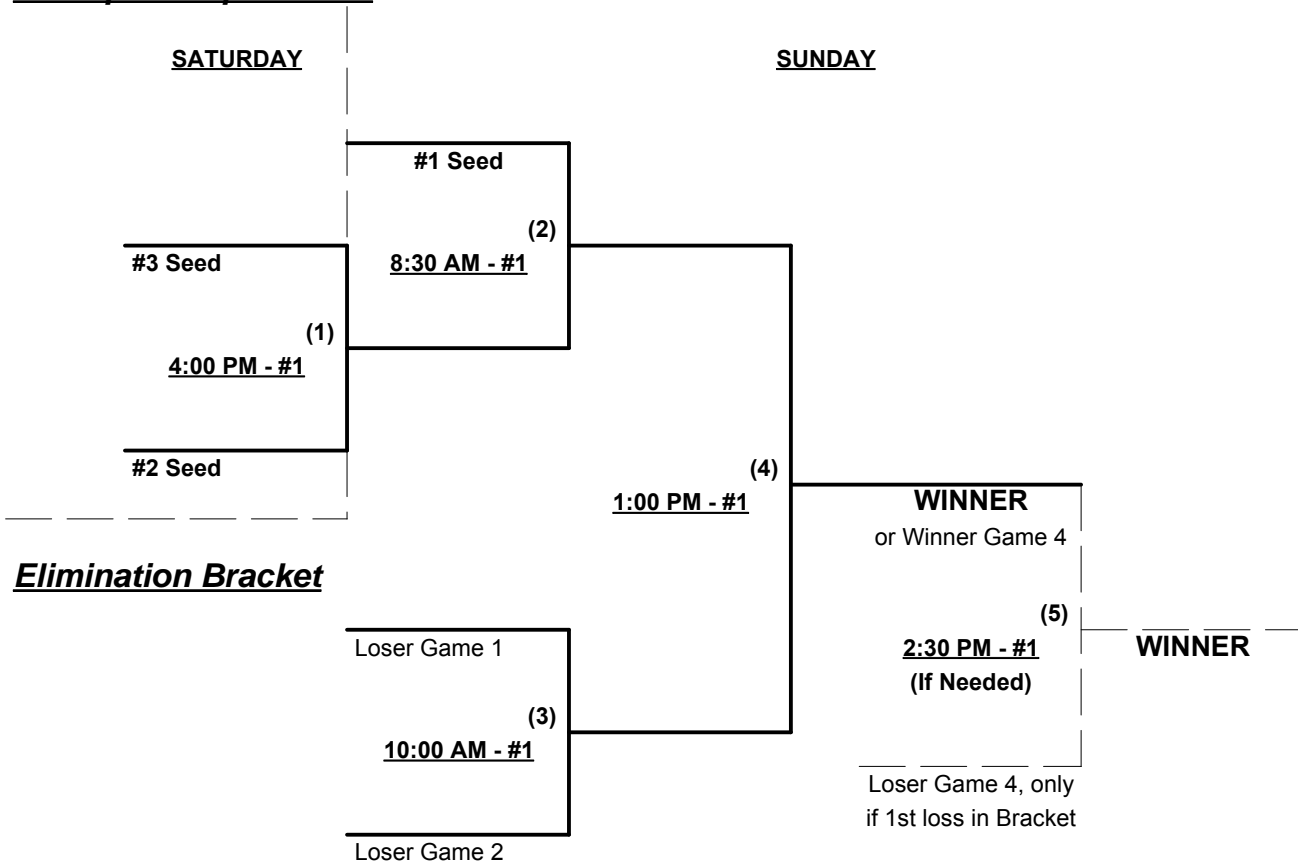 SATURDAY
SUNDAY
#1 Seed
(2)
8:30 AM - #1
#3 Seed
(1)
4:00 PM - #1
#2 Seed
(4)
1:00 PM - #1
WINNER
or Winner Game 4
Elimination Bracket
(5)
2:30 PM - #1
(If Needed)
WINNER
Loser Game 1
(3)
10:00 AM - #1
Loser Game 4, only
if 1st loss in Bracket
Loser Game 2